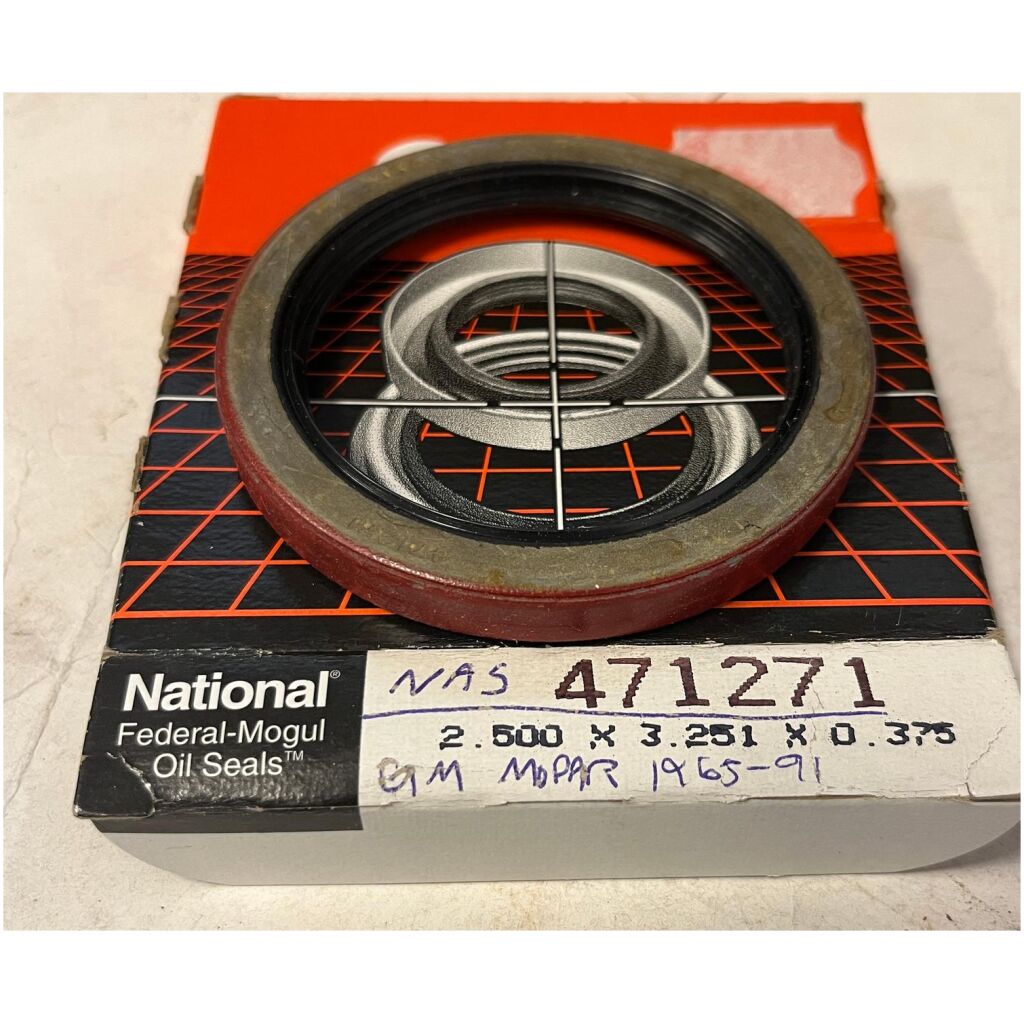 National®
Federal-Mogul
Oil Seals™
NAS 471271
2.500 X 3.251 X 0.375
GM MOPAR 1965-91